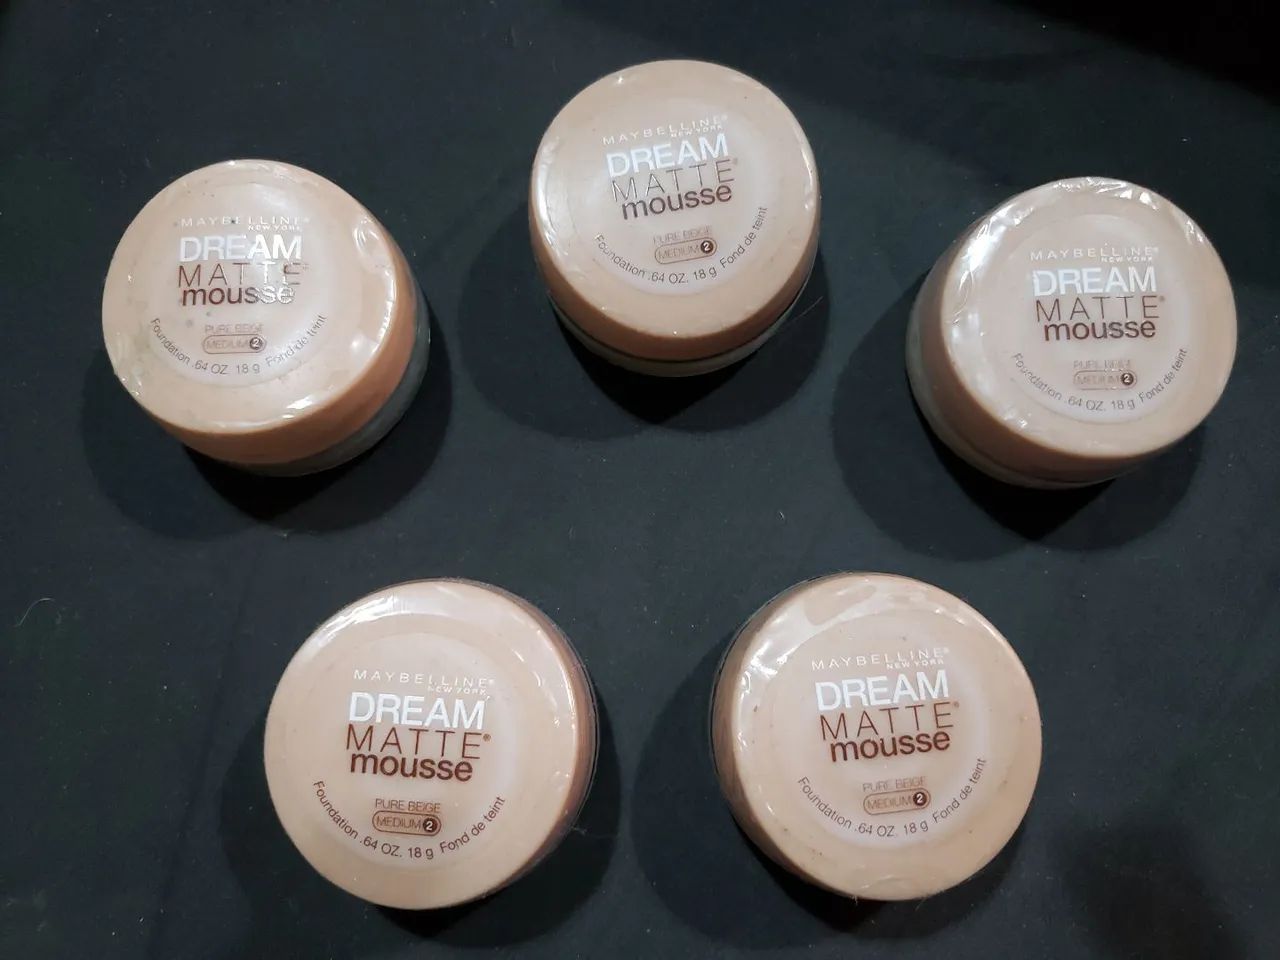 MAYBELLINE®
NEW YORK
DREAM
MATTE®
mousse
PURE BEIGE
MEDIUM 2
Foundation .64 OZ. 18 g Fond de teint
MAYBELLINE®
NEW YORK
DREAM
MATTE®
mousse
PURE BEIGE
MEDIUM 2
Foundation .64 OZ. 18 g Fond de teint
MAYBELLINE®
NEW YORK
DREAM
MATTE®
mousse
PURE BEIGE
MEDIUM 2
Foundation .64 OZ. 18 g Fond de teint
MAYBELLINE®
NEW YORK
DREAM
MATTE®
mousse
PURE BEIGE
MEDIUM 2
Foundation .64 OZ. 18 g Fond de teint
MAYBELLINE®
NEW YORK
DREAM
MATTE®
mousse
PURE BEIGE
MEDIUM 2
Foundation .64 OZ. 18 g Fond de teint